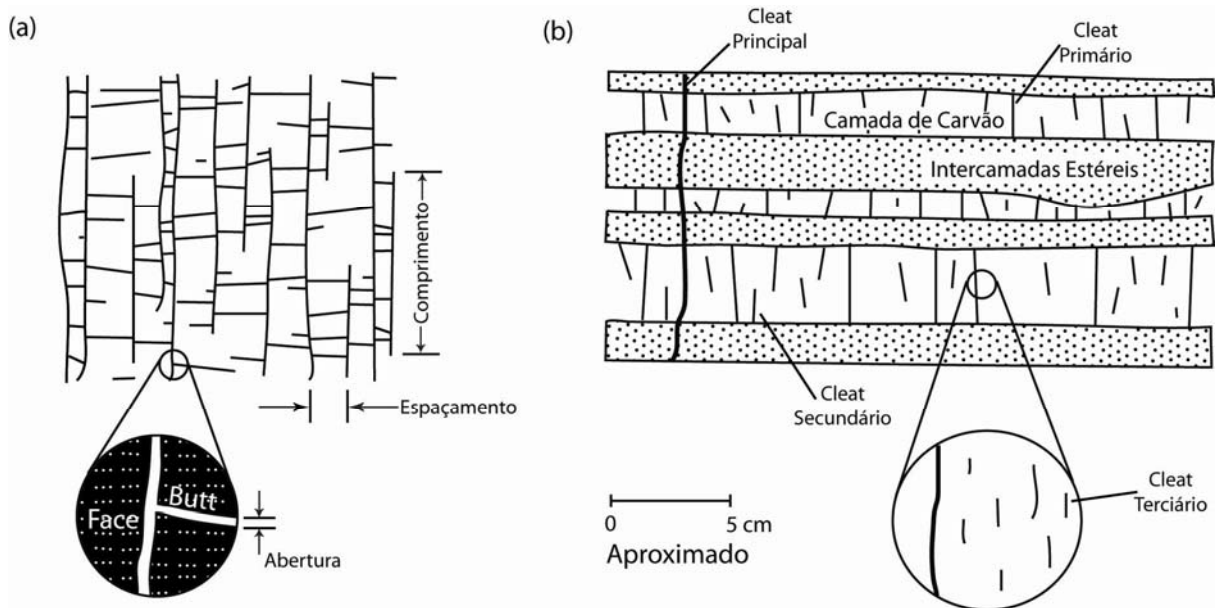 (a)
Comprimento
Espaçamento
Face
Butt
Abertura
(b)
Cleat
Principal
Cleat
Primário
Camada de Carvão
Intercamadas Estéreis
Cleat
Secundário
Cleat
Terciário
0
5 cm
Aproximado